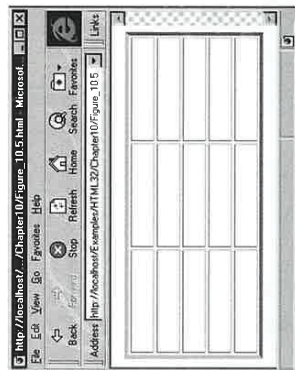 http://localhost/.../Chapter10/Figure_10.5.html - Microsof...
File Edit View Go Favorites Help
Back Forward Stop Refresh Home Search Favorites
Address http://localhost/Examples/HTML32/Chapter10/Figure_10.5 Links